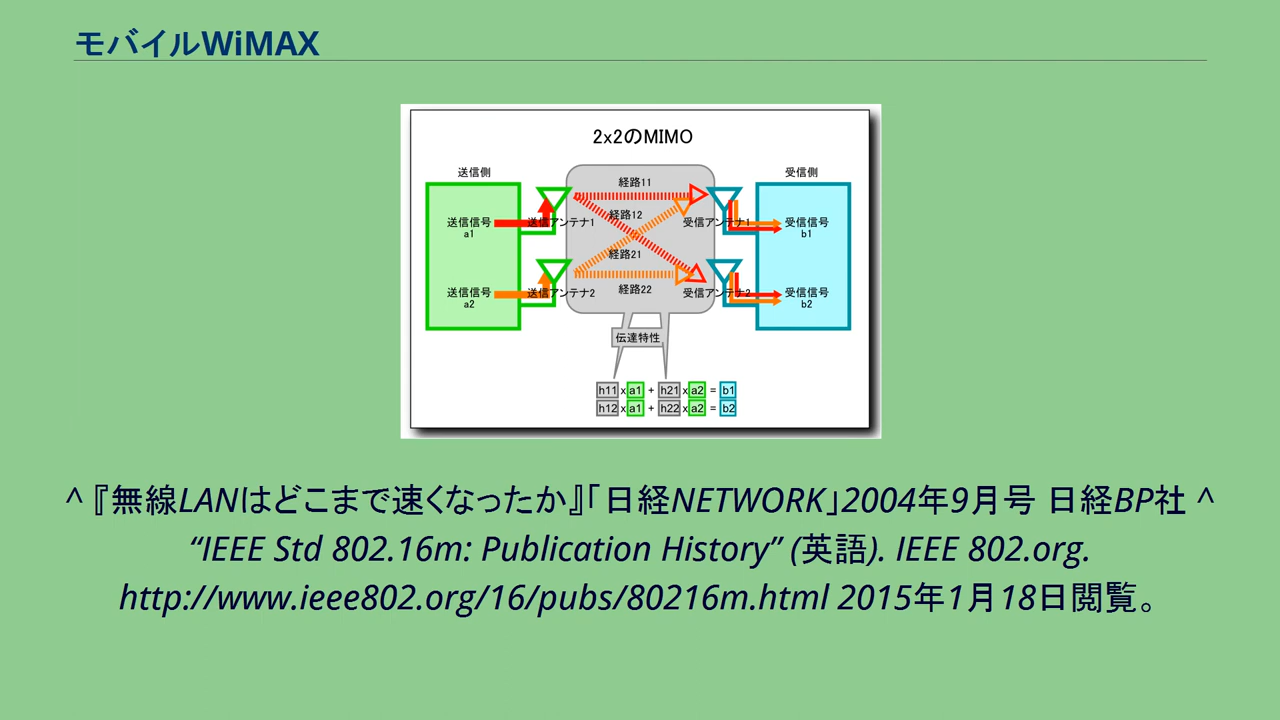 モバイルWiMAX
2x2のMIMO
送信側
受信側
経路11
送信信号
a1
送信アンテナ1
経路12
受信アンテナ1
受信信号
b1
経路21
送信信号
a2
送信アンテナ2
経路22
受信アンテナ2
受信信号
b2
伝達特性
h11 x a1 + h21 x a2 = b1
h12 x a1 + h22 x a2 = b2
^『無線LANはどこまで速くなったか』「日経NETWORK」2004年9月号 日経BP社 ^
“IEEE Std 802.16m: Publication History” (英語). IEEE 802.org.
http://www.ieee802.org/16/pubs/80216m.html 2015年1月18日閲覧。